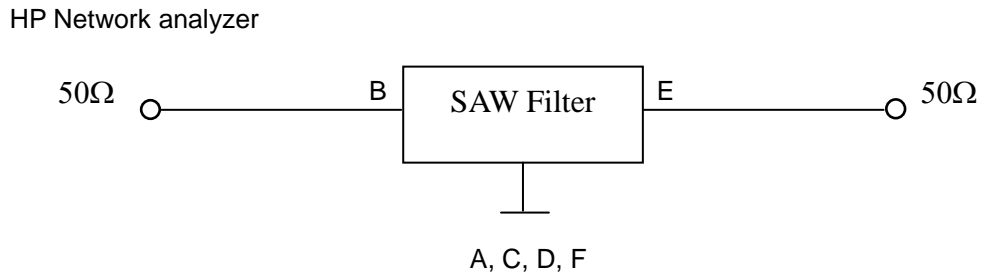 HP Network analyzer
50Ω B SAW Filter E 50Ω
A, C, D, F